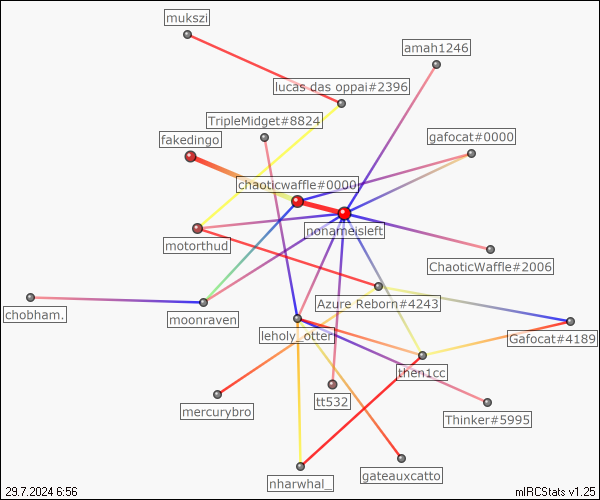 mukszi
amah1246
lucas das oppai#2396
TripleMidget#8824
fakedingo
gafocat#0000
chaoticwaffle#0000
nonameisleft
motorthud
ChaoticWaffle#2006
Azure Reborn#4243
chobham.
moonraven
leholy_otter
Gafocat#4189
then1cc
tt532
mercurybro
Thinker#5995
nharwhal_
gateauxcatto
29.7.2024 6:56
mIRCStats v1.25